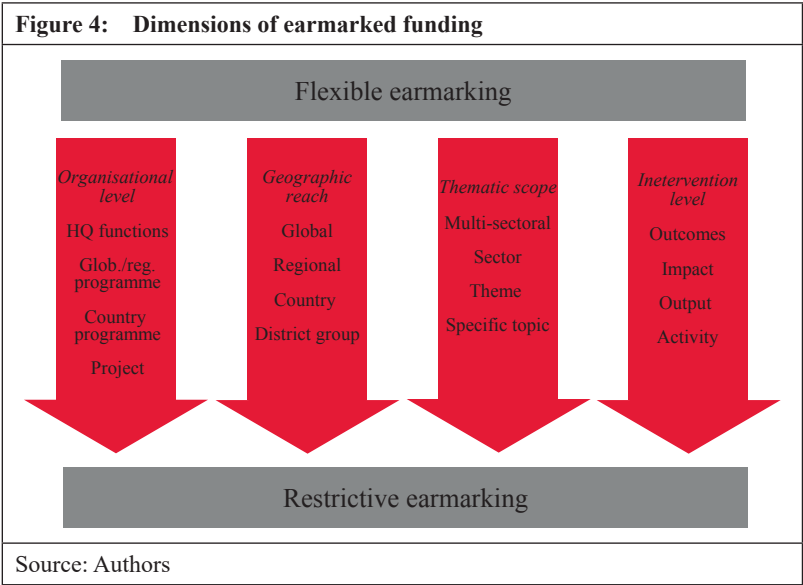 Figure 4: Dimensions of earmarked funding
Flexible earmarking
Organisational
level
HQ functions
Glob./reg.
programme
Country
programme
Project
Geographic
reach
Global
Regional
Country
District group
Thematic scope
Multi-sectoral
Sector
Theme
Specific topic
Inetervention
level
Outcomes
Impact
Output
Activity
Restrictive earmarking
Source: Authors